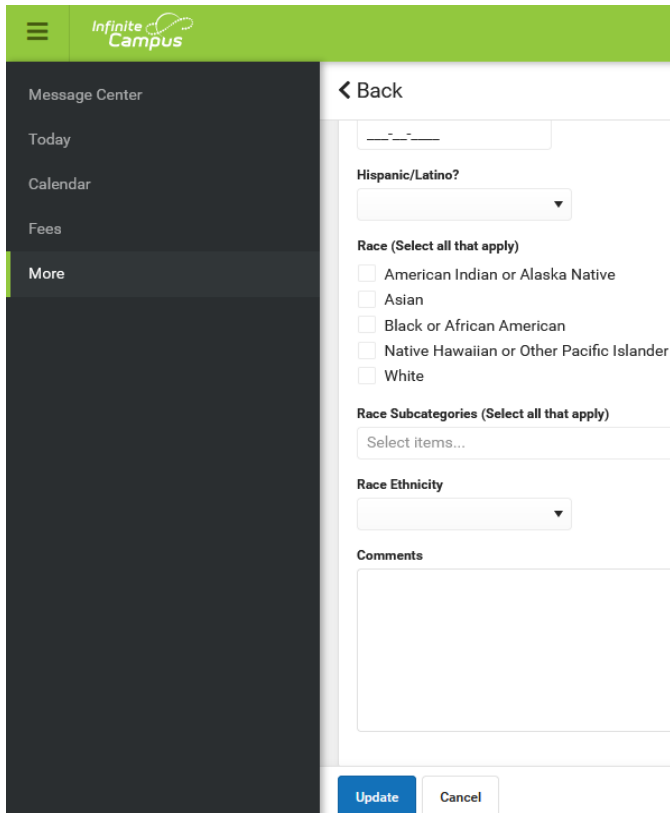 Infinite
Campus
Message Center
Today
Calendar
Fees
More
Back
___-__-____
Hispanic/Latino?
Race (Select all that apply)
American Indian or Alaska Native
Asian
Black or African American
Native Hawaiian or Other Pacific Islander
White
Race Subcategories (Select all that apply)
Select items...
Race Ethnicity
Comments
Update Cancel